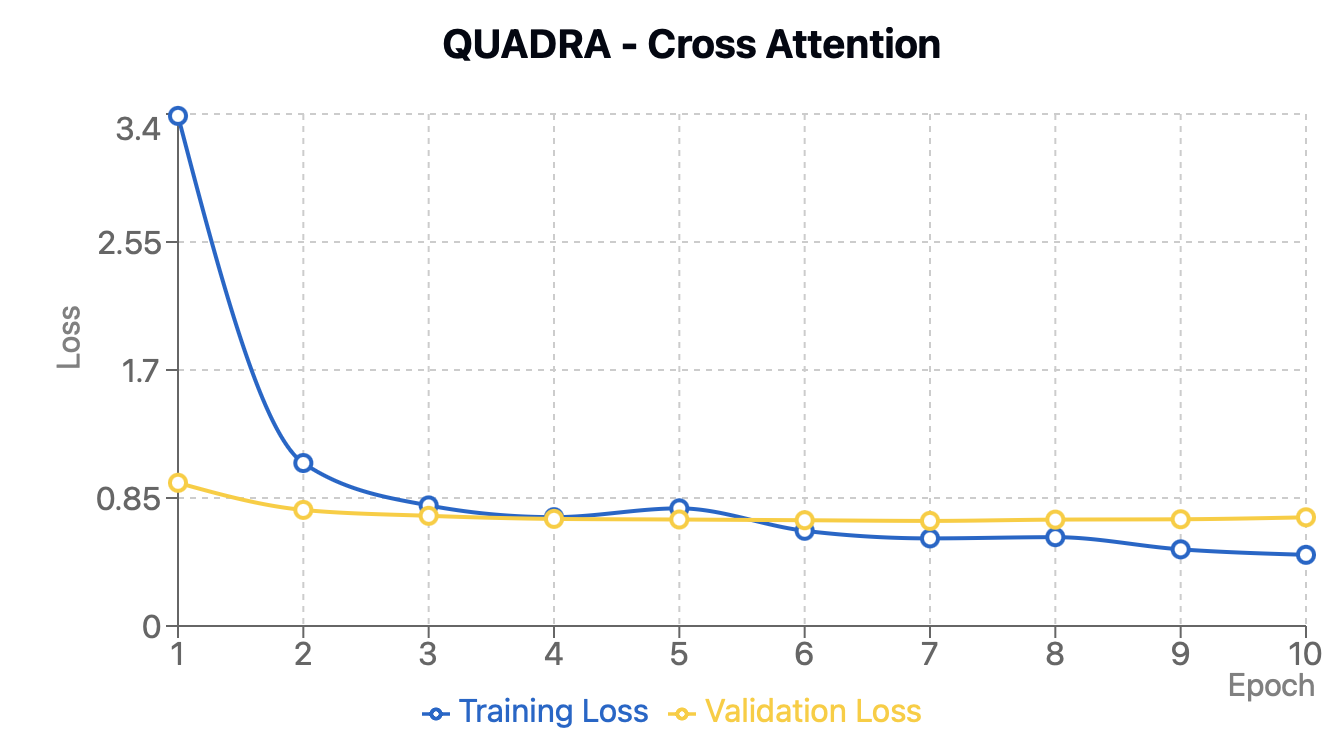 QUADRA - Cross Attention
3.4
2.55
1.7
0.85
0
Loss
1 2 3 4 5 6 7 8 9 10
Epoch
Training Loss Validation Loss